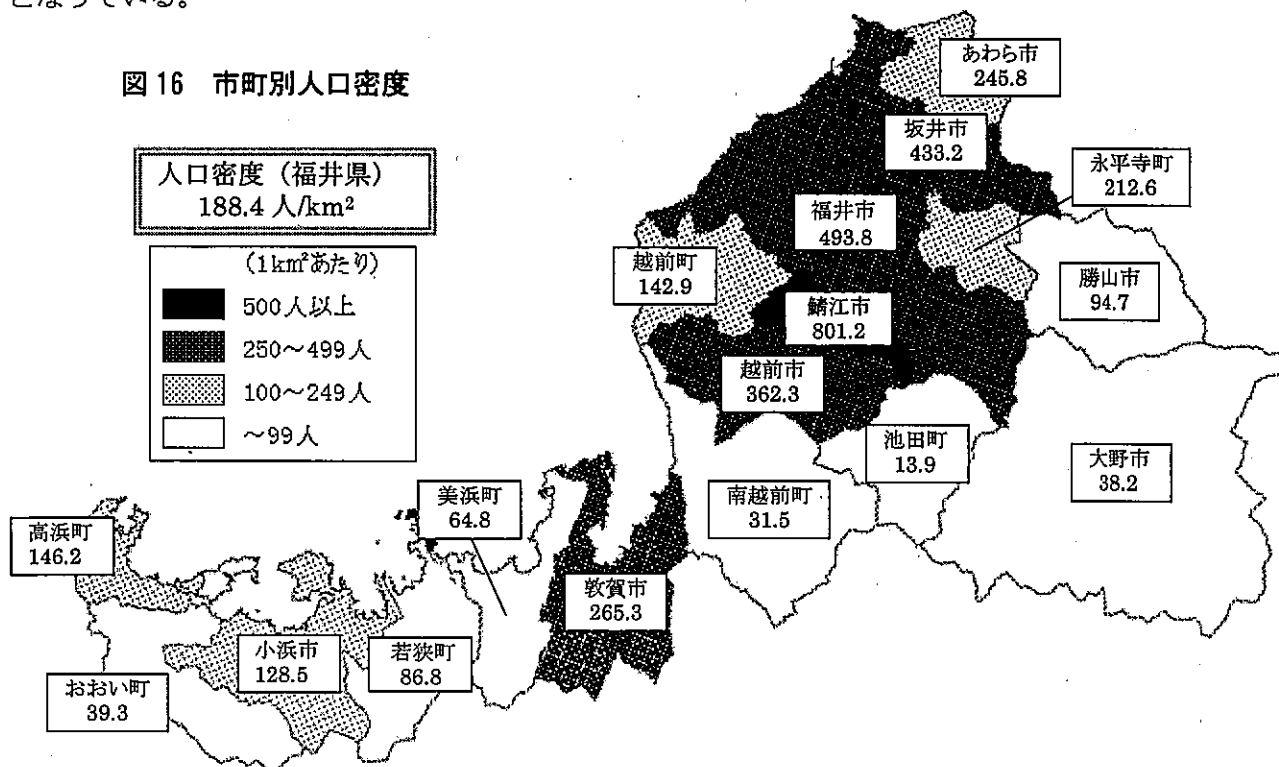 となっている。
図16　市町別人口密度
人口密度（福井県）
188.4 人/km²
(1km²あたり)
500人以上
250～499人
100～249人
～99人
あわら市
245.8
坂井市
433.2
永平寺町
212.6
福井市
493.8
越前町
142.9
勝山市
94.7
鯖江市
801.2
越前市
362.3
池田町
13.9
大野市
38.2
南越前町
31.5
美浜町
64.8
高浜町
146.2
敦賀市
265.3
小浜市
128.5
若狭町
86.8
おおい町
39.3